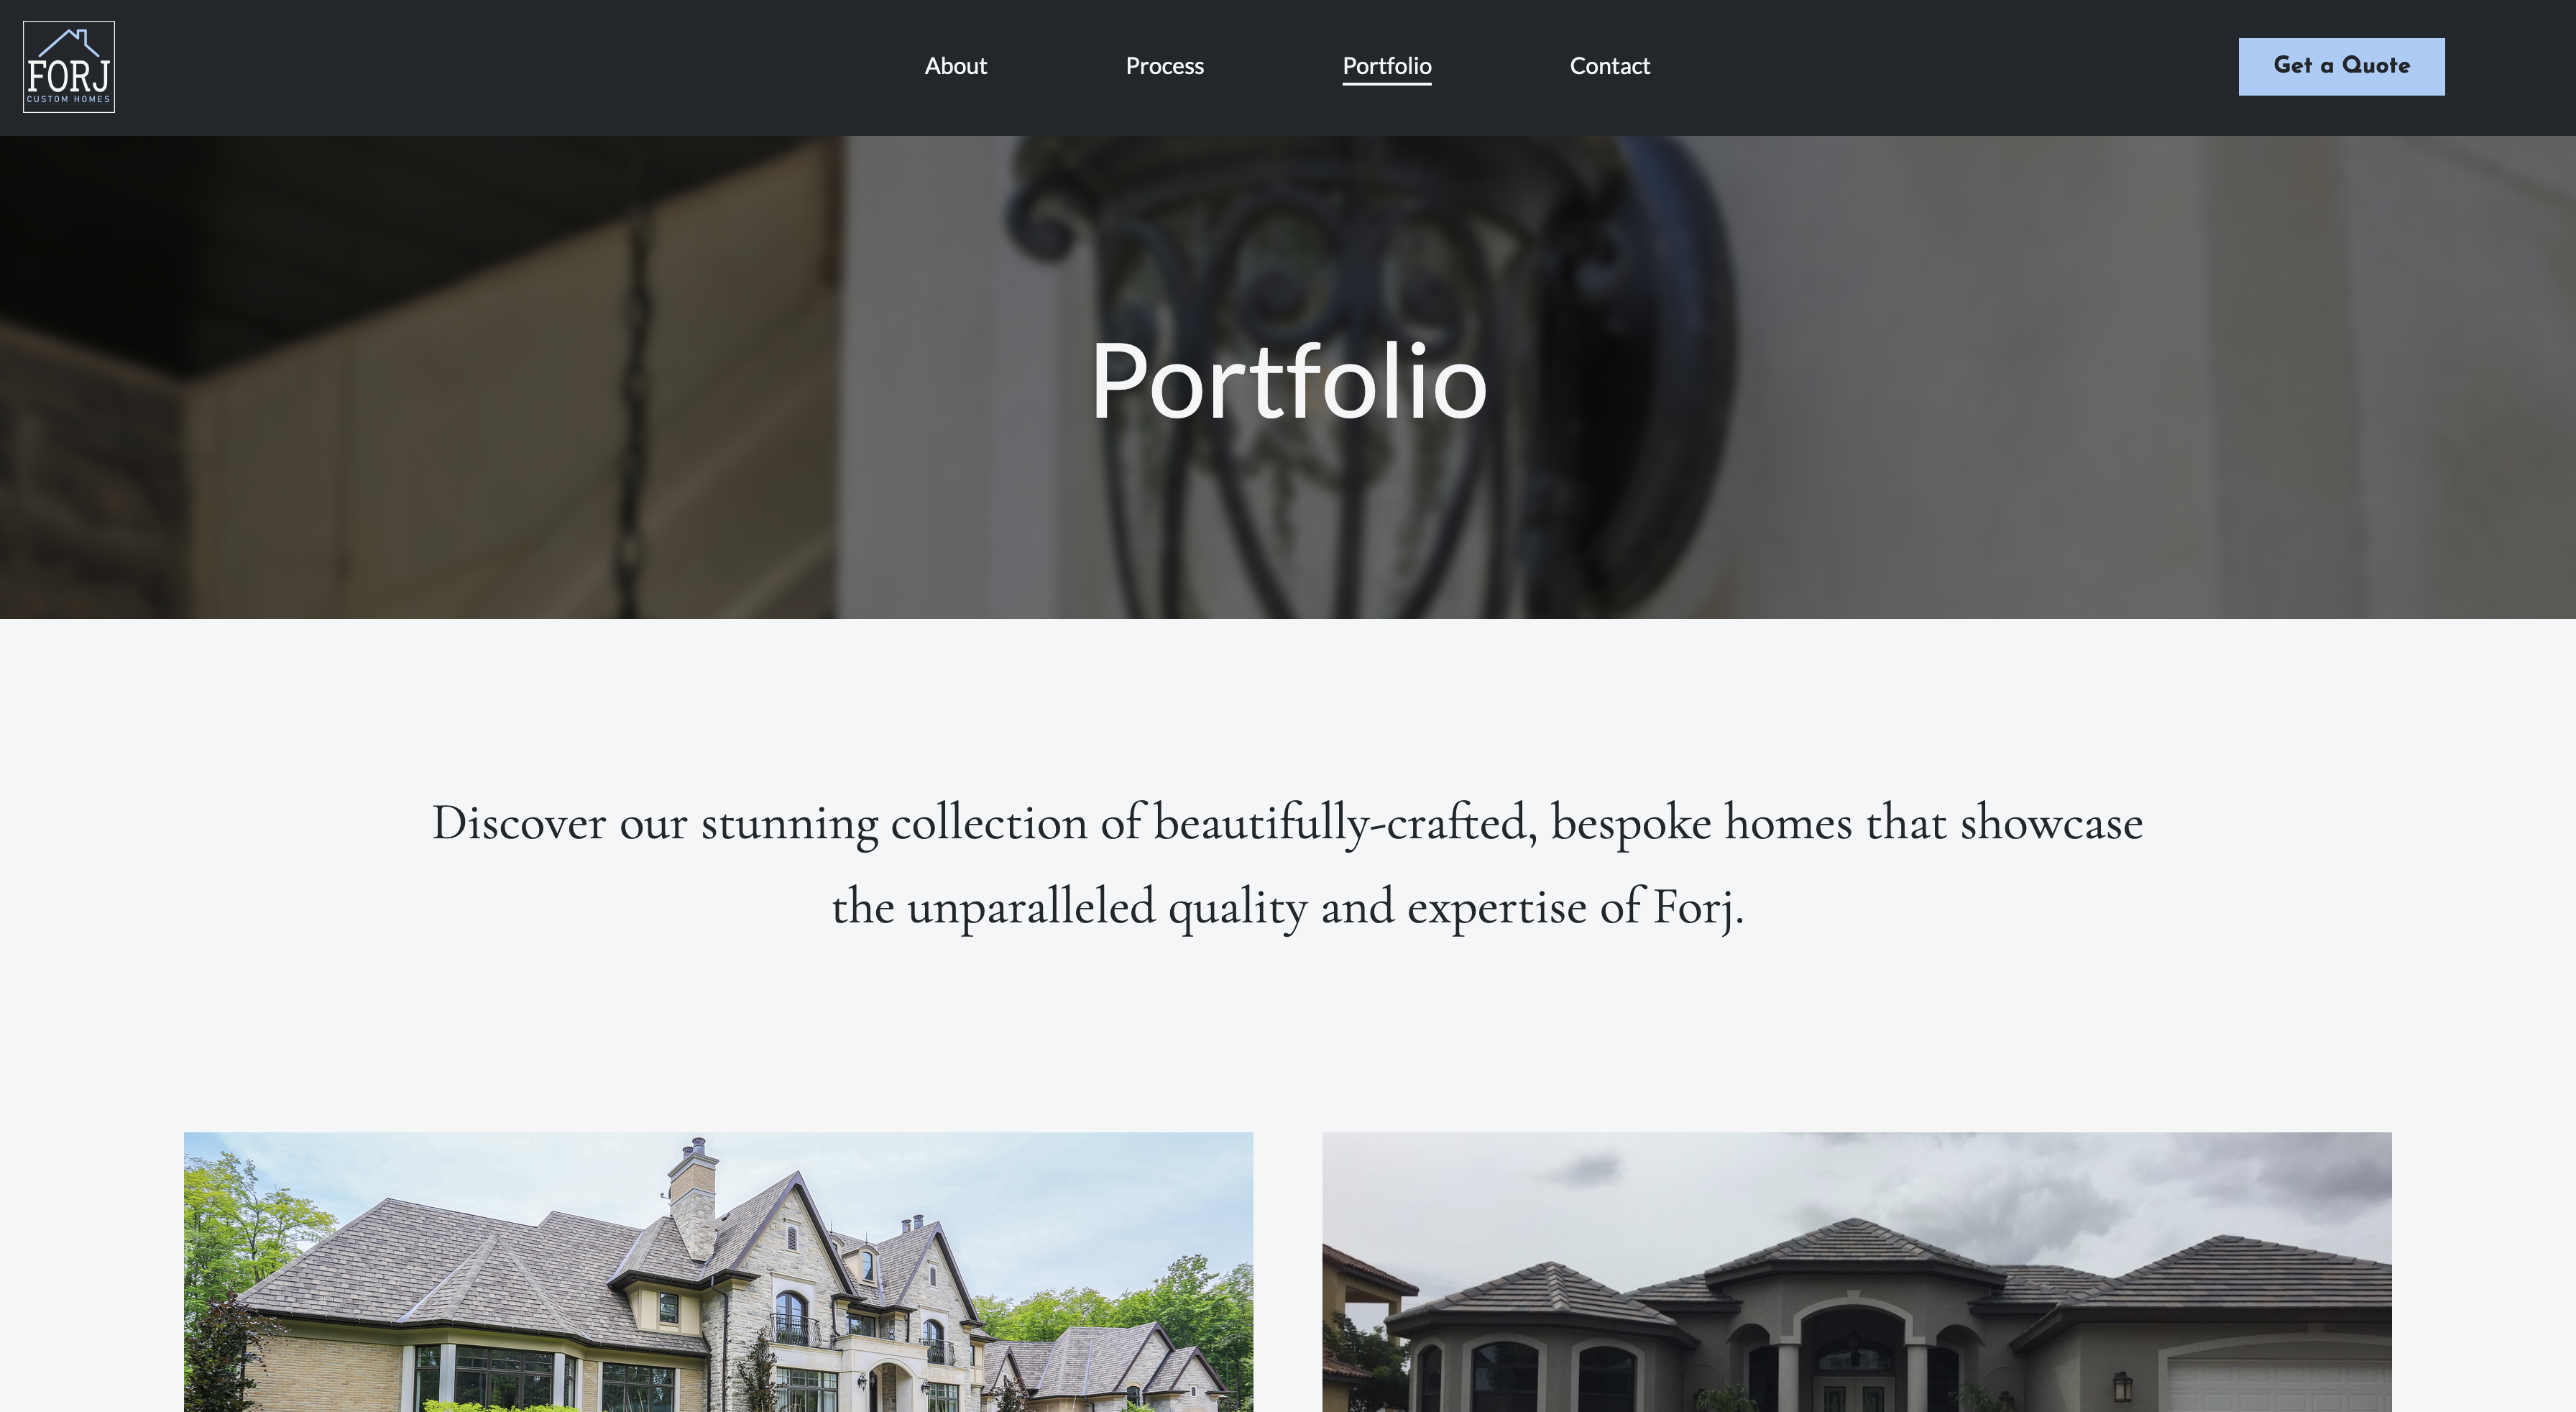 FORJ
CUSTOM HOMES
About
Process
Portfolio
Contact
Get a Quote
Portfolio
Discover our stunning collection of beautifully-crafted, bespoke homes that showcase
the unparalleled quality and expertise of Forj.